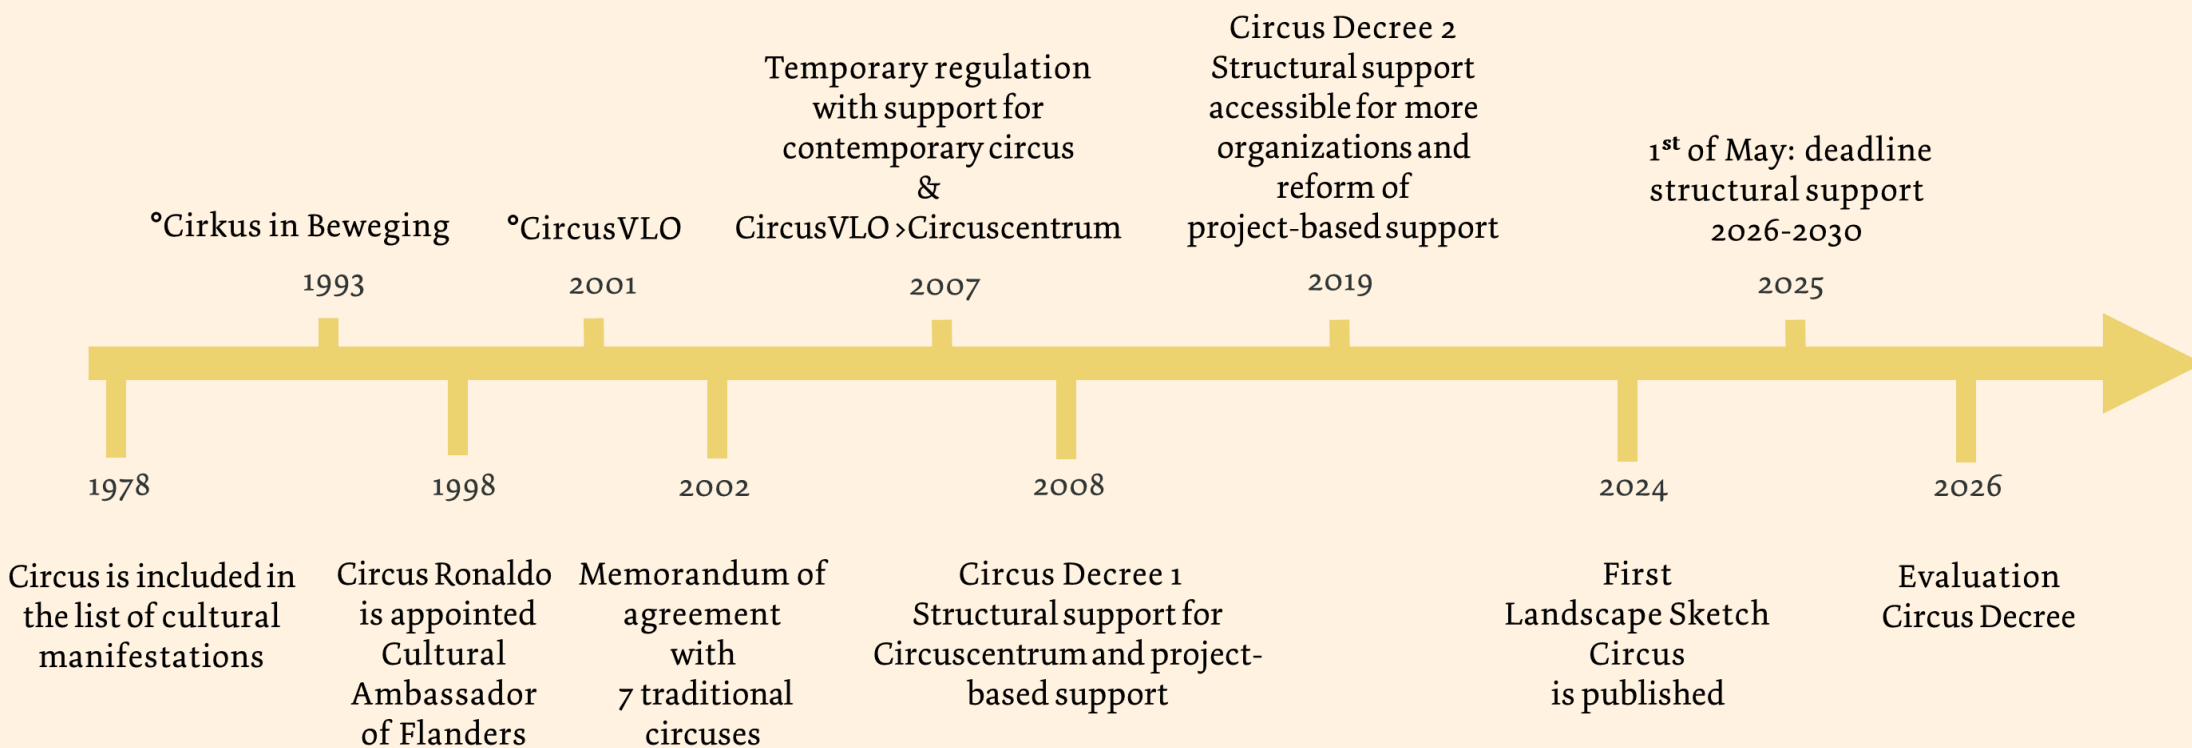 °Cirkus in Beweging
1993
°CircusVLO
2001
Temporary regulation
with support for
contemporary circus
&
CircusVLO >Circuscentrum
2007
Circus Decree 2
Structural support
accessible for more
organizations and
reform of
project-based support
2019
1st of May: deadline
structural support
2026-2030
2025
1978
Circus is included in
the list of cultural
manifestations
1998
Circus Ronaldo
is appointed
Cultural
Ambassador
of Flanders
2002
Memorandum of
agreement
with
7 traditional
circuses
2008
Circus Decree 1
Structural support for
Circuscentrum and project-
based support
2024
First
Landscape Sketch
Circus
is published
2026
Evaluation
Circus Decree